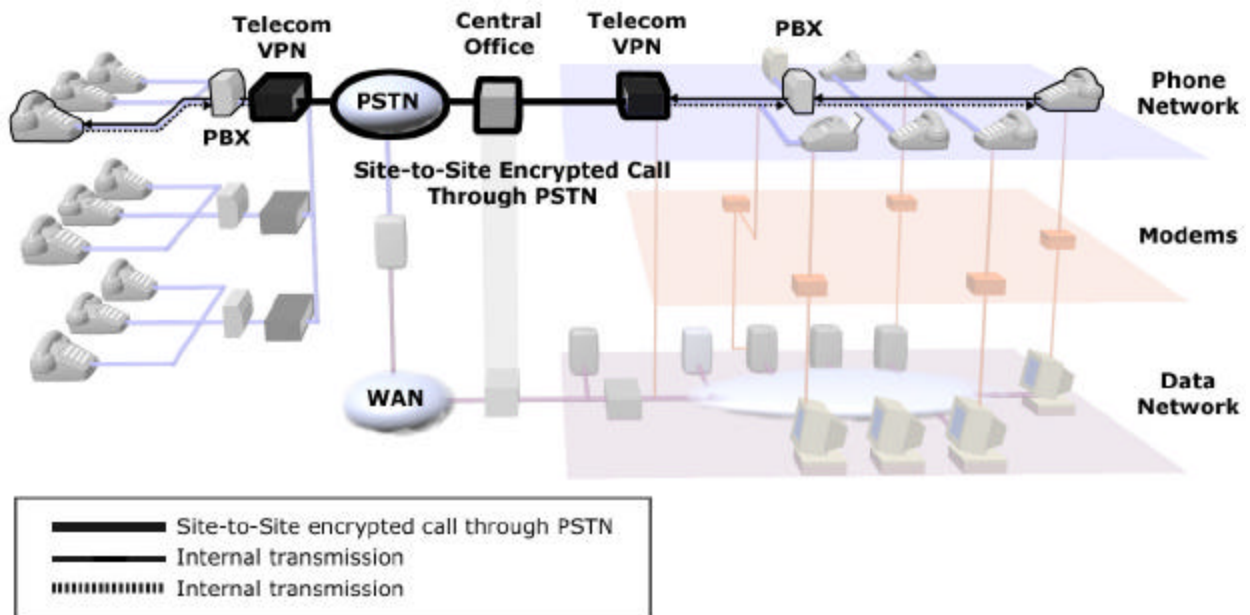 Telecom
VPN
Central
Office
Telecom
VPN
PBX
PSTN
Phone
Network
PBX
Site-to-Site Encrypted Call
Through PSTN
Modems
WAN
Data
Network
Site-to-Site encrypted call through PSTN
Internal transmission
Internal transmission